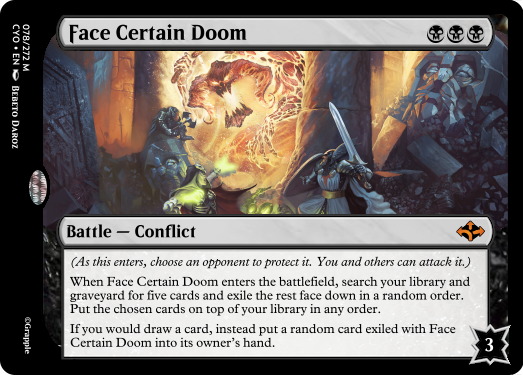 Face Certain Doom
Battle — Conflict
(As this enters, choose an opponent to protect it. You and others can attack it.)
When Face Certain Doom enters the battlefield, search your library and
graveyard for five cards and exile the rest face down in a random order.
Put the chosen cards on top of your library in any order.
If you would draw a card, instead put a random card exiled with Face
Certain Doom into its owner's hand.
3
078/272 M
CYO • EN Bebeto Daroz
©Grapple